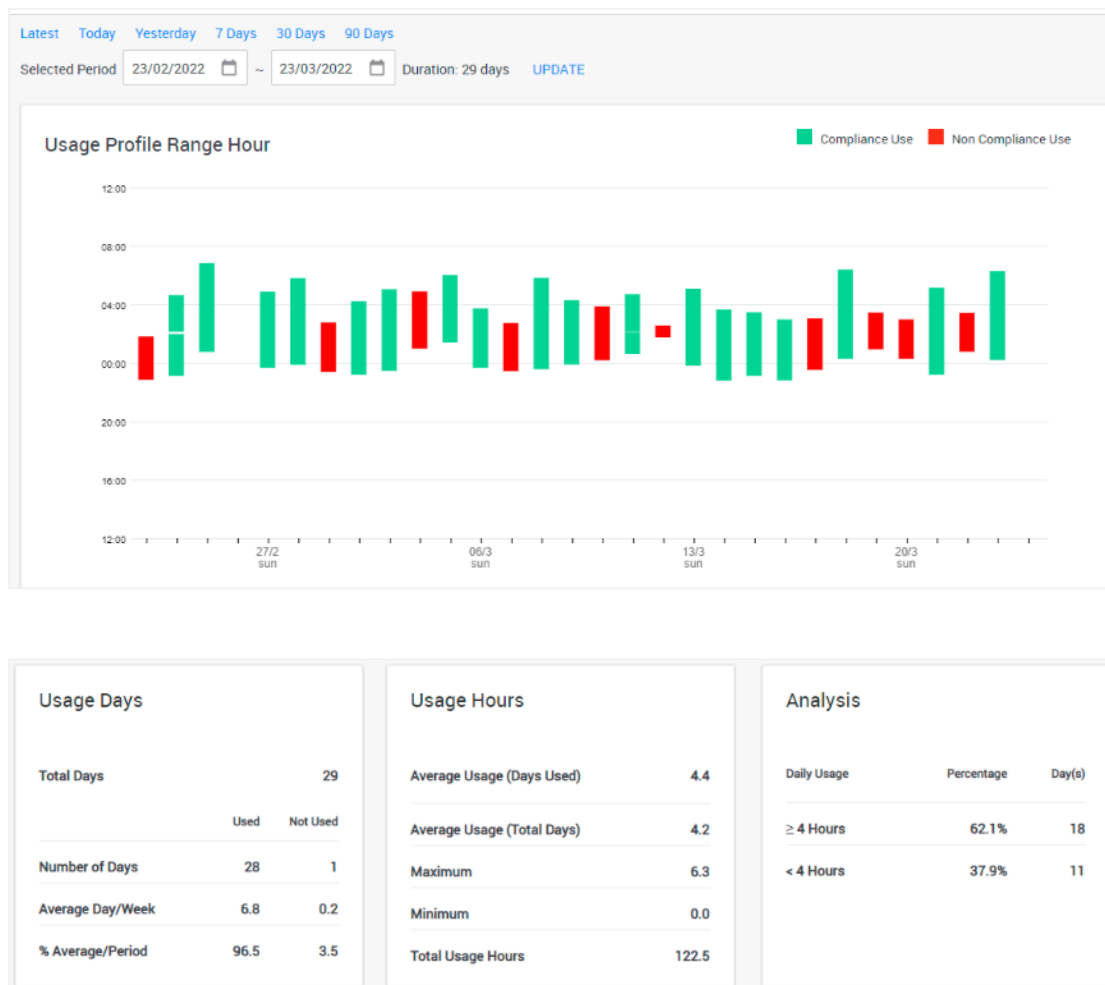 Latest Today Yesterday 7 Days 30 Days 90 Days
Selected Period 23/02/2022 ~ 23/03/2022 Duration: 29 days UPDATE
Usage Profile Range Hour
Compliance Use Non Compliance Use
12:00
08:00
04:00
00:00
20:00
16:00
12:00
27/2 06/3 13/3 20/3
sun sun sun sun
Usage Days
Total Days 29
Used Not Used
Number of Days 28 1
Average Day/Week 6.8 0.2
% Average/Period 96.5 3.5
Usage Hours
Average Usage (Days Used) 4.4
Average Usage (Total Days) 4.2
Maximum 6.3
Minimum 0.0
Total Usage Hours 122.5
Analysis
Daily Usage Percentage Day(s)
≥ 4 Hours 62.1% 18
< 4 Hours 37.9% 11